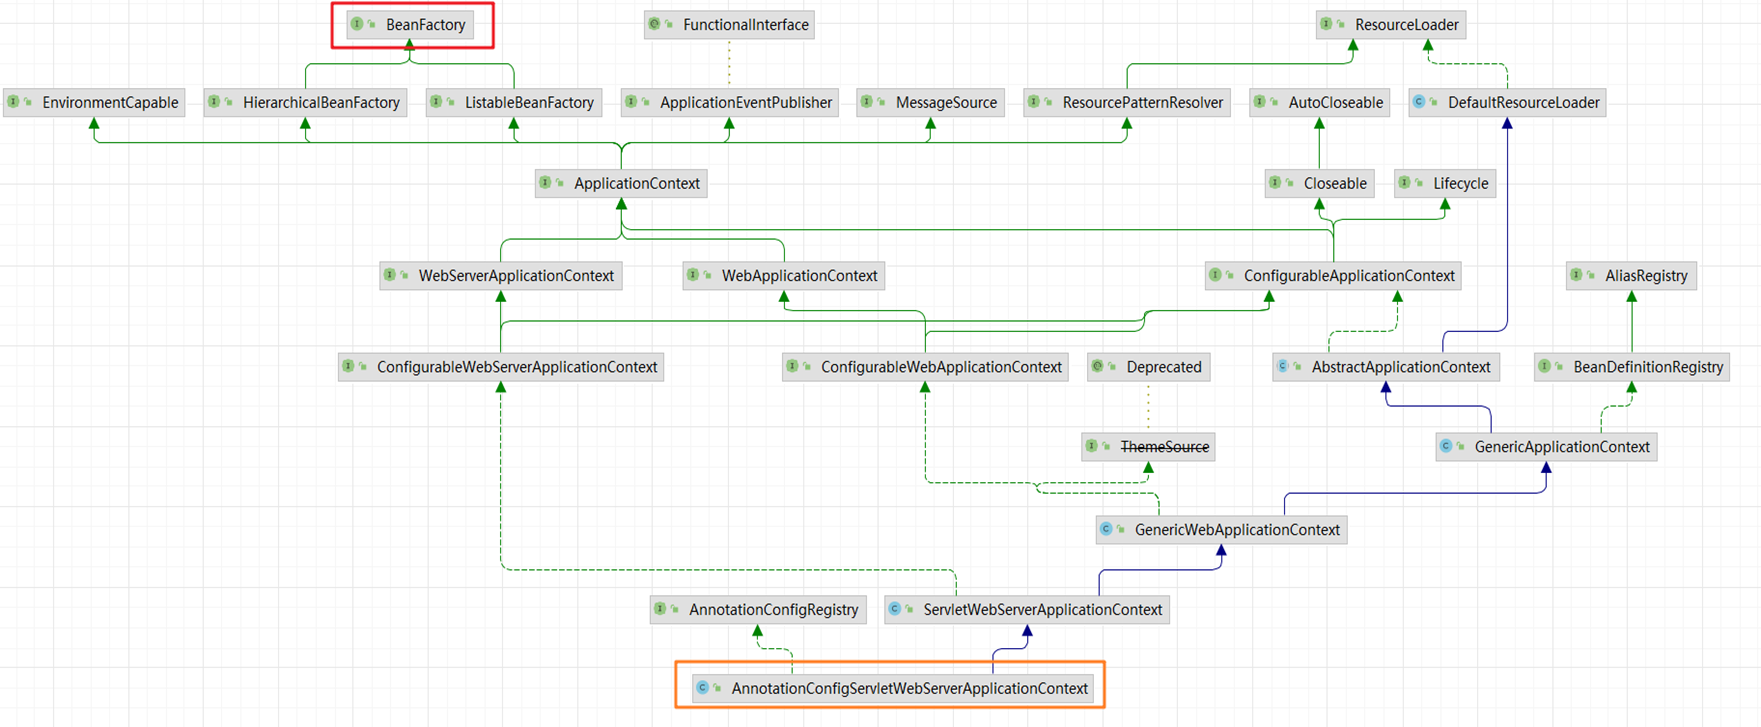 BeanFactory
FunctionalInterface
ResourceLoader
EnvironmentCapable
HierarchicalBeanFactory
ListableBeanFactory
ApplicationEventPublisher
MessageSource
ResourcePatternResolver
AutoCloseable
DefaultResourceLoader
ApplicationContext
Closeable
Lifecycle
WebServerApplicationContext
WebApplicationContext
ConfigurableApplicationContext
AliasRegistry
ConfigurableWebServerApplicationContext
ConfigurableWebApplicationContext
Deprecated
AbstractApplicationContext
BeanDefinitionRegistry
ThemeSource
GenericApplicationContext
GenericWebApplicationContext
AnnotationConfigRegistry
ServletWebServerApplicationContext
AnnotationConfigServletWebServerApplicationContext